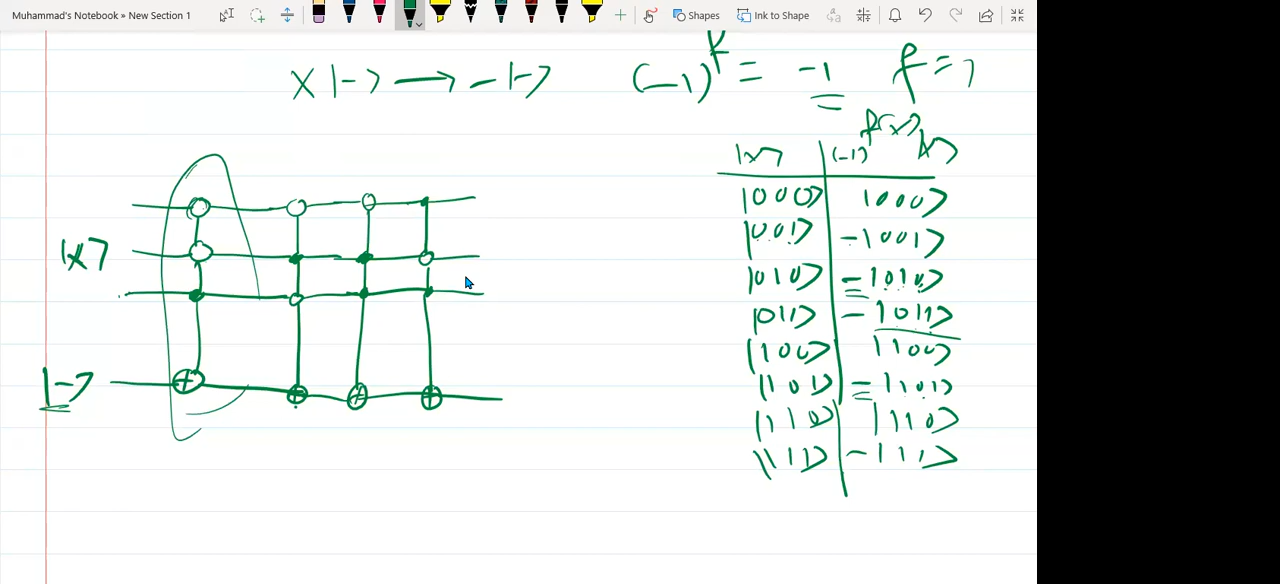 Muhammad's Notebook » New Section 1
Shapes
Ink to Shape
X |-> ⟶ - |->
(-1)^f = -1
f = 1
|x>
(-1)^f(x) |x>
|000>
|000>
|001>
-|001>
|010>
-|010>
|011>
-|011>
|100>
|100>
|101>
-|101>
|110>
|110>
|111>
-|111>
|x>
|->